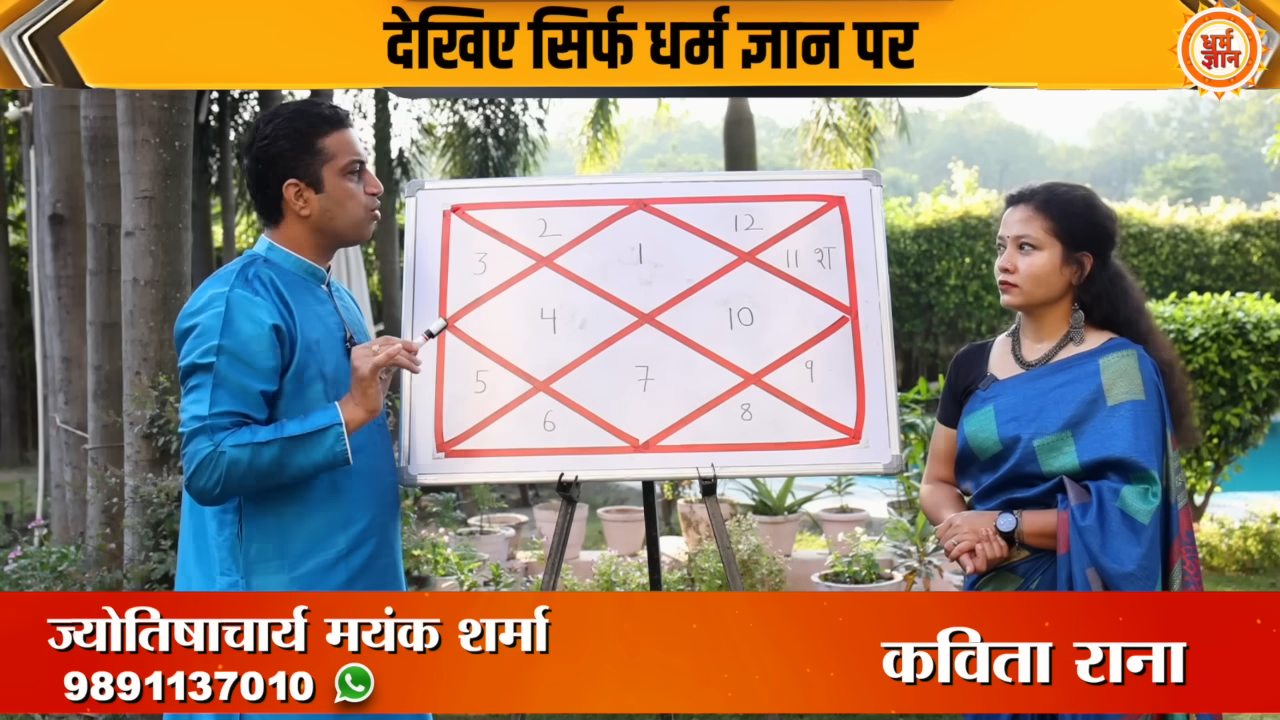 देखिए सिर्फ धर्म ज्ञान पर
धर्म
ज्ञान
2
12
3
1
11 श
4
10
5
7
9
6
8
ज्योतिषाचार्य मयंक शर्मा
9891137010
कविता राना